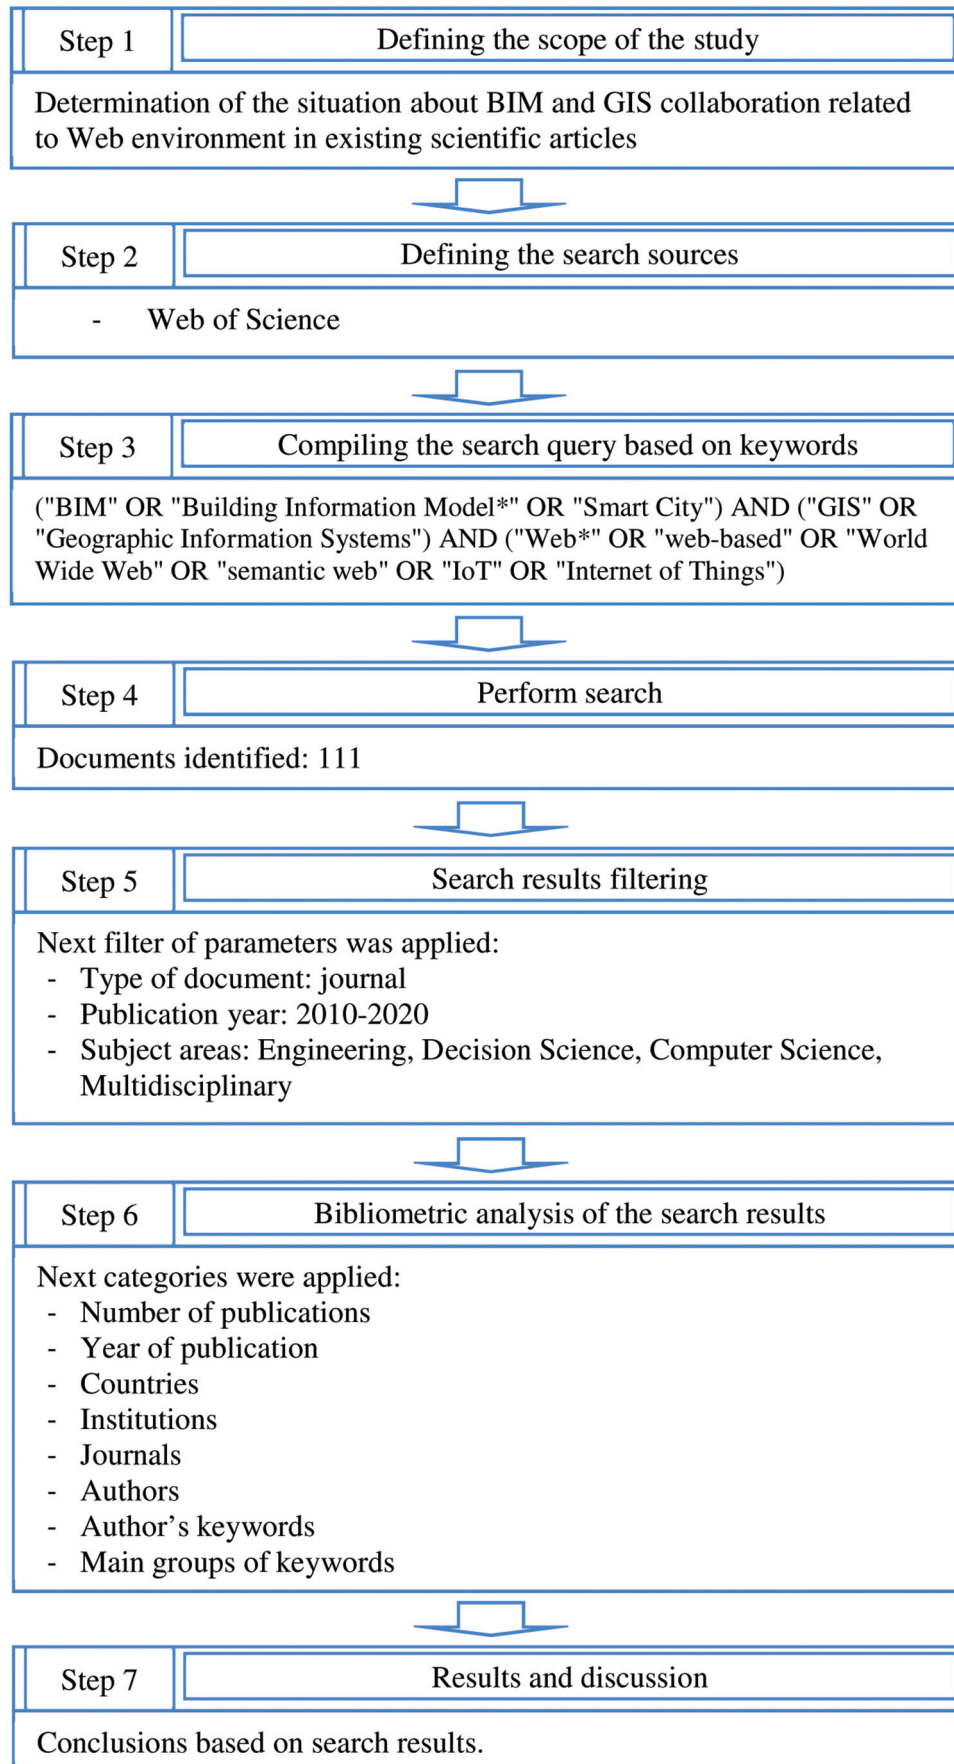 Step 1
Defining the scope of the study
Determination of the situation about BIM and GIS collaboration related
to Web environment in existing scientific articles
Step 2
Defining the search sources
- Web of Science
Step 3
Compiling the search query based on keywords
("BIM" OR "Building Information Model*" OR "Smart City") AND ("GIS" OR
"Geographic Information Systems") AND ("Web*" OR "web-based" OR "World
Wide Web" OR "semantic web" OR "IoT" OR "Internet of Things")
Step 4
Perform search
Documents identified: 111
Step 5
Search results filtering
Next filter of parameters was applied:
- Type of document: journal
- Publication year: 2010-2020
- Subject areas: Engineering, Decision Science, Computer Science,
Multidisciplinary
Step 6
Bibliometric analysis of the search results
Next categories were applied:
- Number of publications
- Year of publication
- Countries
- Institutions
- Journals
- Authors
- Author’s keywords
- Main groups of keywords
Step 7
Results and discussion
Conclusions based on search results.